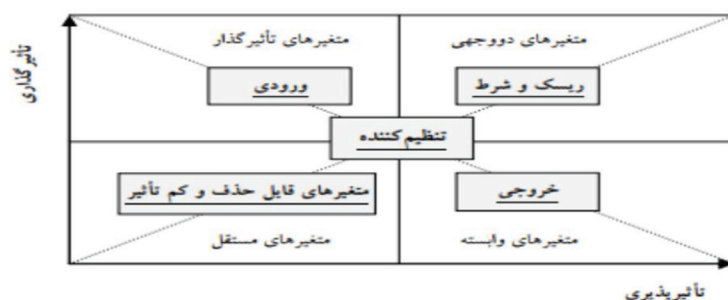 متغیرهای دووجهی
متغیرهای تأثیرگذار
تأثیرگذاری
ریسک و شرط
ورودی
تنظیم‌کننده
خروجی
متغیرهای قایل حذف و کم تأثیر
متغیرهای وابسته
متغیرهای مستقل
تأثیرپذیری